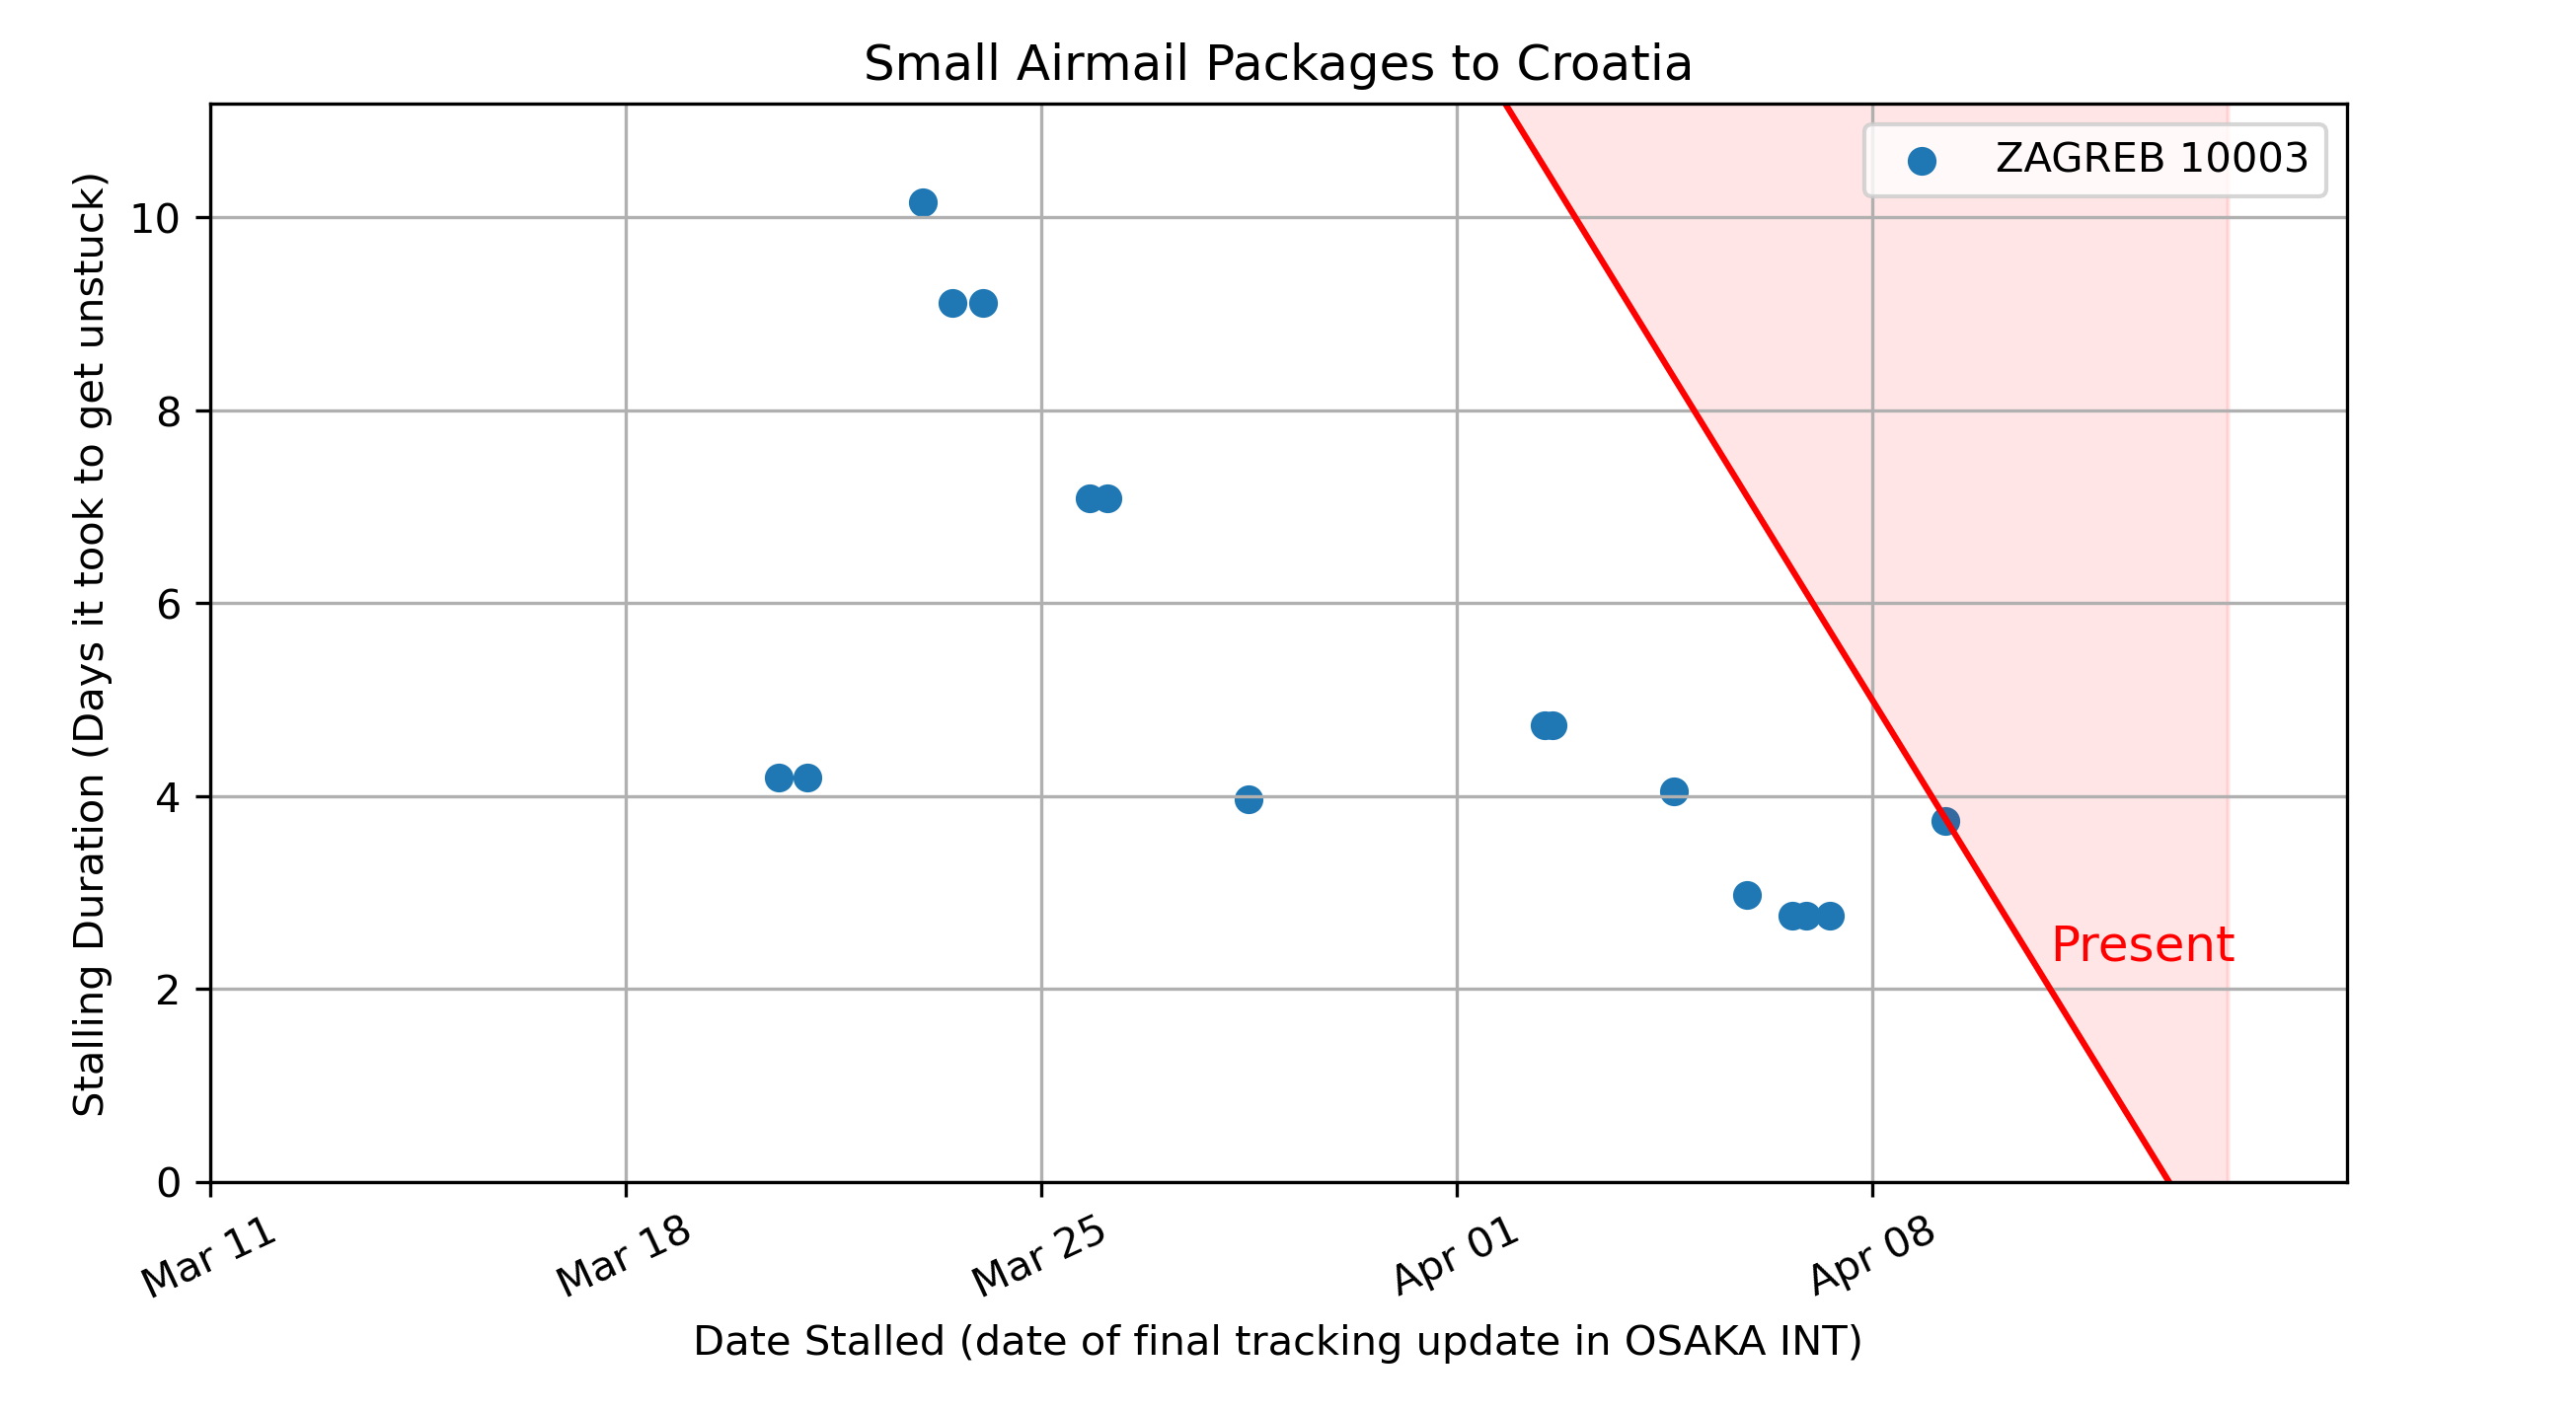 Small Airmail Packages to Croatia
ZAGREB 10003
Stalling Duration (Days it took to get unstuck)
10
8
6
4
2
0
Present
Mar 11
Mar 18
Mar 25
Apr 01
Apr 08
Date Stalled (date of final tracking update in OSAKA INT)